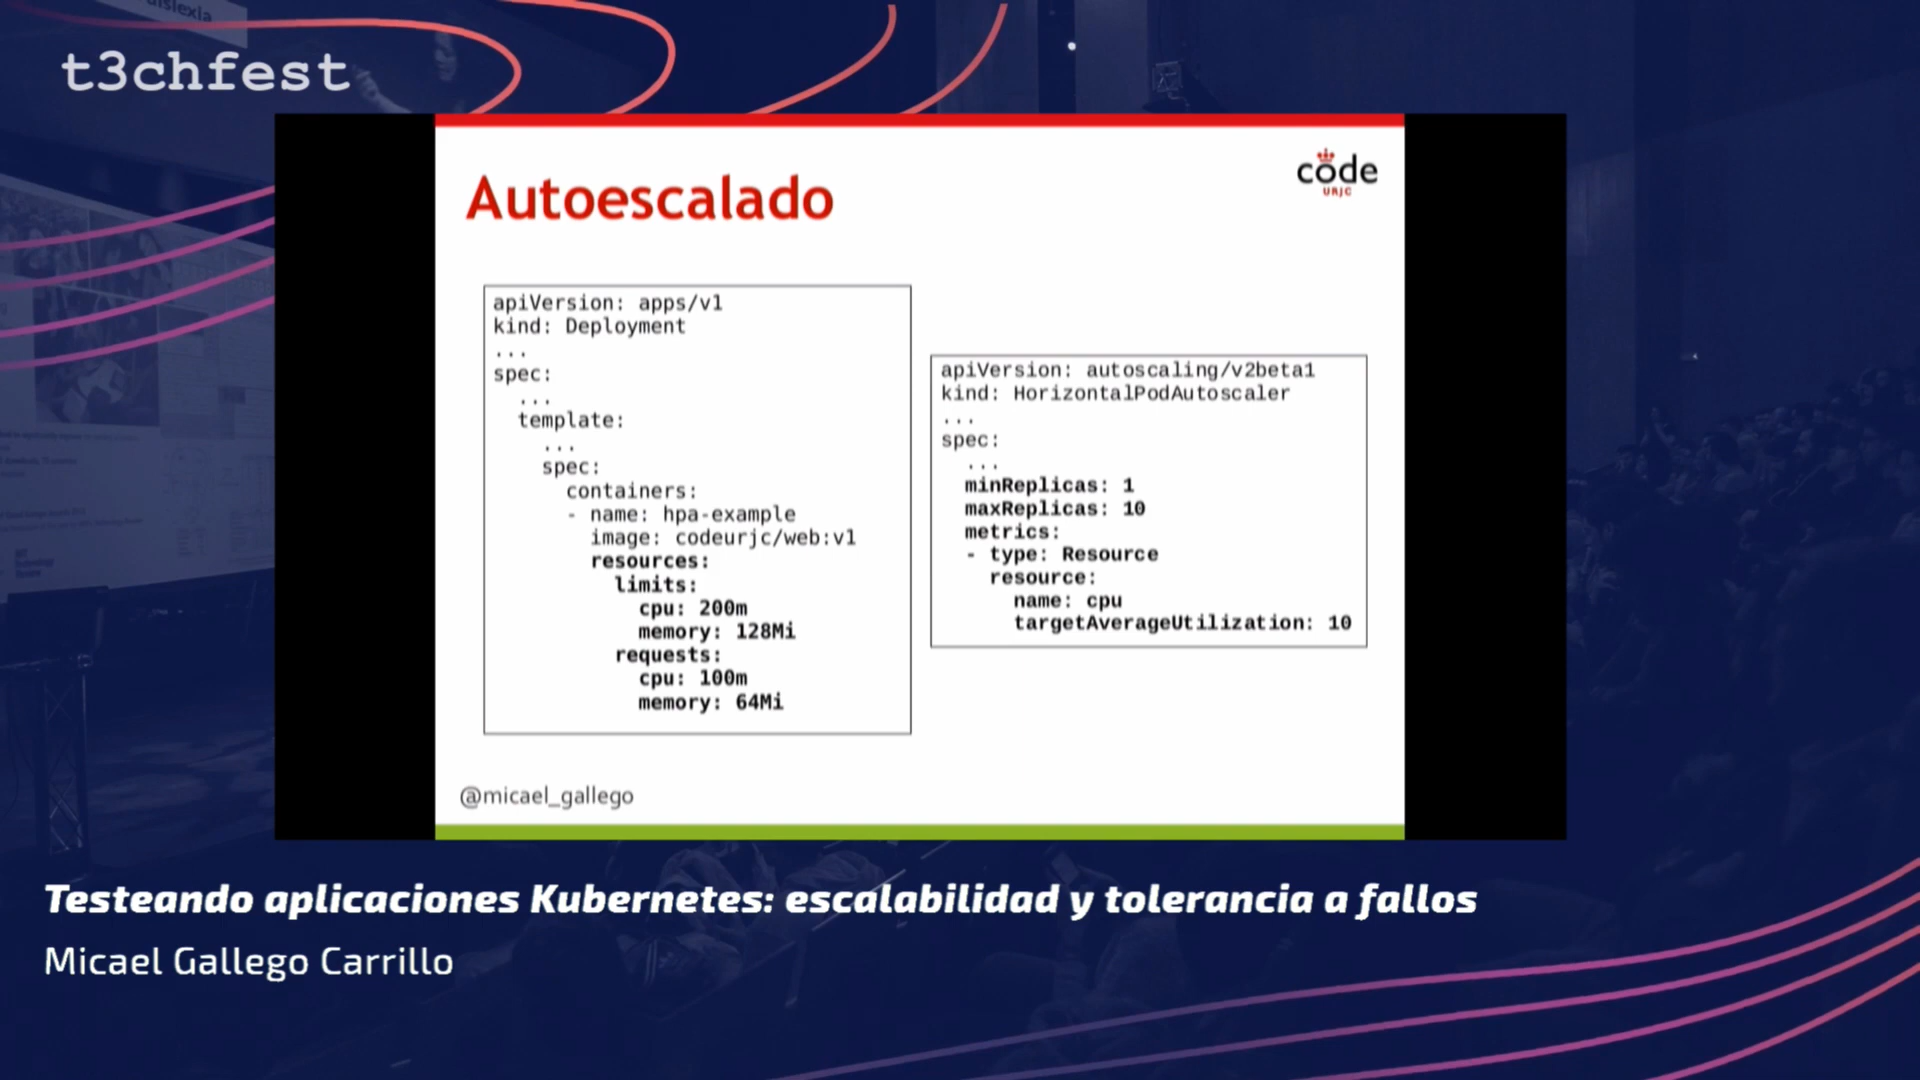 dislexia
t3chfest
code
URJC
Autoescalado
apiVersion: apps/v1
kind: Deployment
...
spec:
...
template:
...
spec:
containers:
- name: hpa-example
image: codeurjc/web:v1
resources:
limits:
cpu: 200m
memory: 128Mi
requests:
cpu: 100m
memory: 64Mi
apiVersion: autoscaling/v2beta1
kind: HorizontalPodAutoscaler
...
spec:
...
minReplicas: 1
maxReplicas: 10
metrics:
- type: Resource
resource:
name: cpu
targetAverageUtilization: 10
@micael_gallego
Testeando aplicaciones Kubernetes: escalabilidad y tolerancia a fallos
Micael Gallego Carrillo